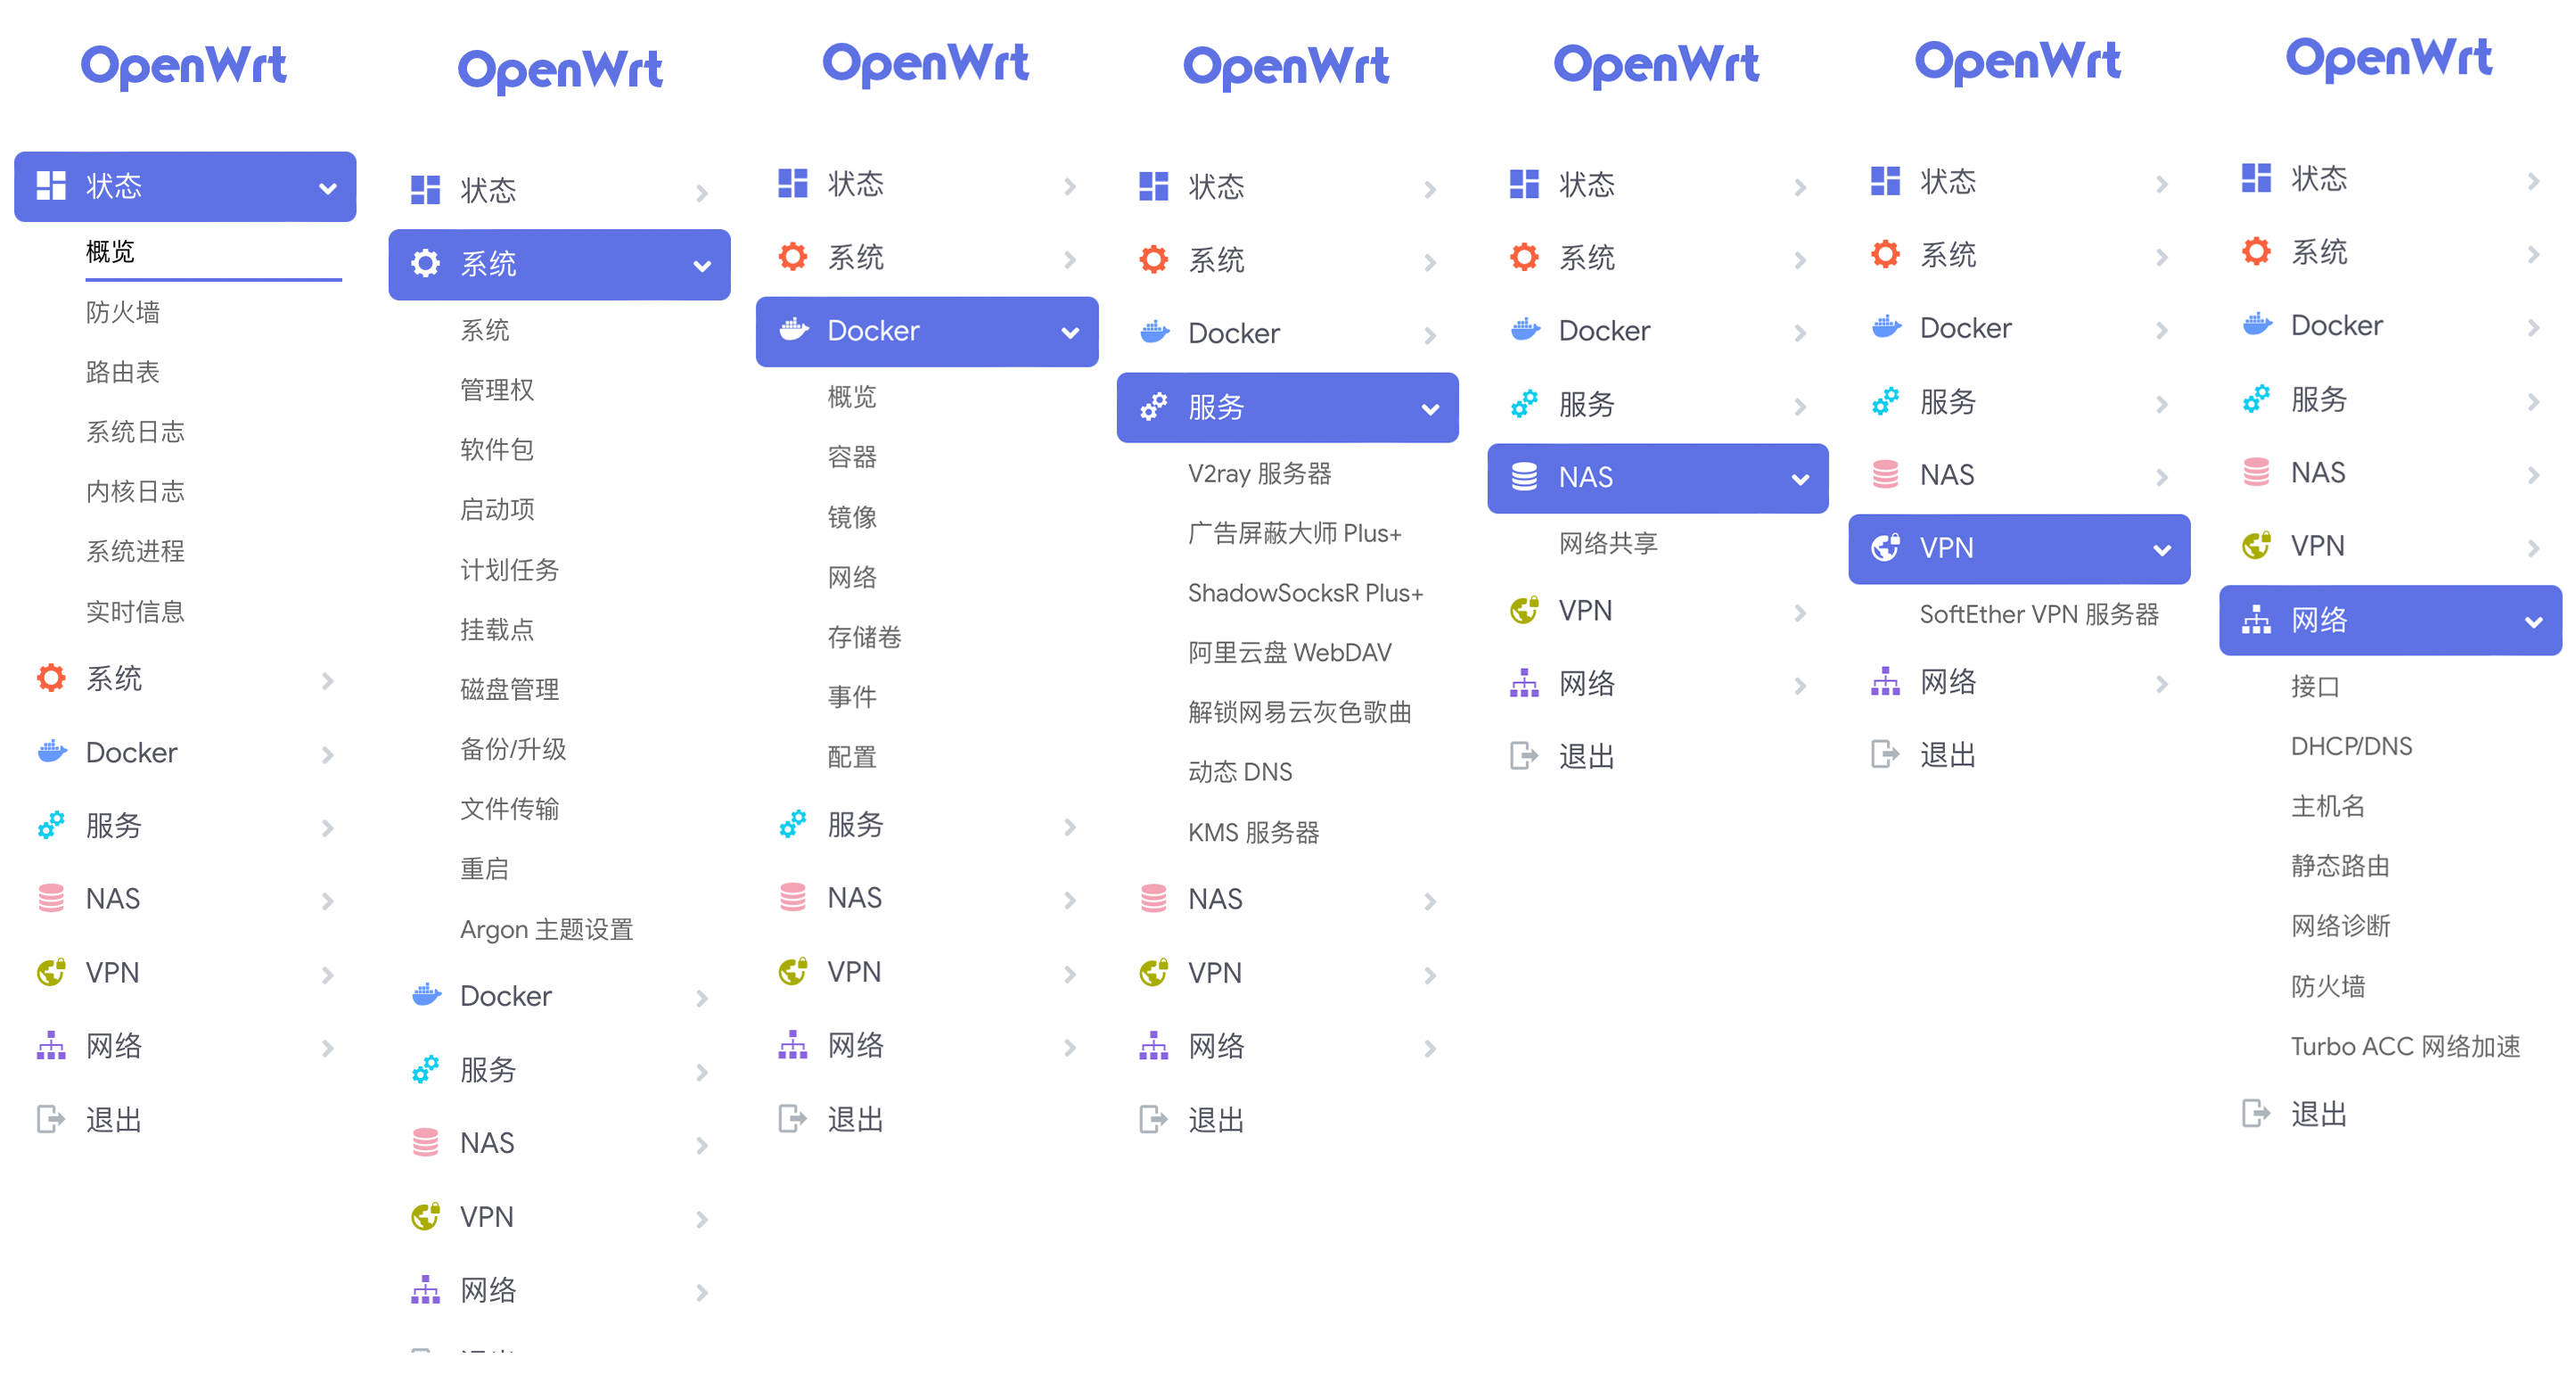 OpenWrt
状态
概览
防火墙
路由表
系统日志
内核日志
系统进程
实时信息
系统
Docker
服务
NAS
VPN
网络
退出
OpenWrt
状态
系统
系统
管理权
软件包
启动项
计划任务
挂载点
磁盘管理
备份/升级
文件传输
重启
Argon 主题设置
Docker
服务
NAS
VPN
网络
OpenWrt
状态
系统
Docker
概览
容器
镜像
网络
存储卷
事件
配置
服务
NAS
VPN
网络
退出
OpenWrt
状态
系统
Docker
服务
V2ray 服务器
广告屏蔽大师 Plus+
ShadowSocksR Plus+
阿里云盘 WebDAV
解锁网易云灰色歌曲
动态 DNS
KMS 服务器
NAS
VPN
网络
退出
OpenWrt
状态
系统
Docker
服务
NAS
网络共享
VPN
网络
退出
OpenWrt
状态
系统
Docker
服务
NAS
VPN
SoftEther VPN 服务器
网络
退出
OpenWrt
状态
系统
Docker
服务
NAS
VPN
网络
接口
DHCP/DNS
主机名
静态路由
网络诊断
防火墙
Turbo ACC 网络加速
退出